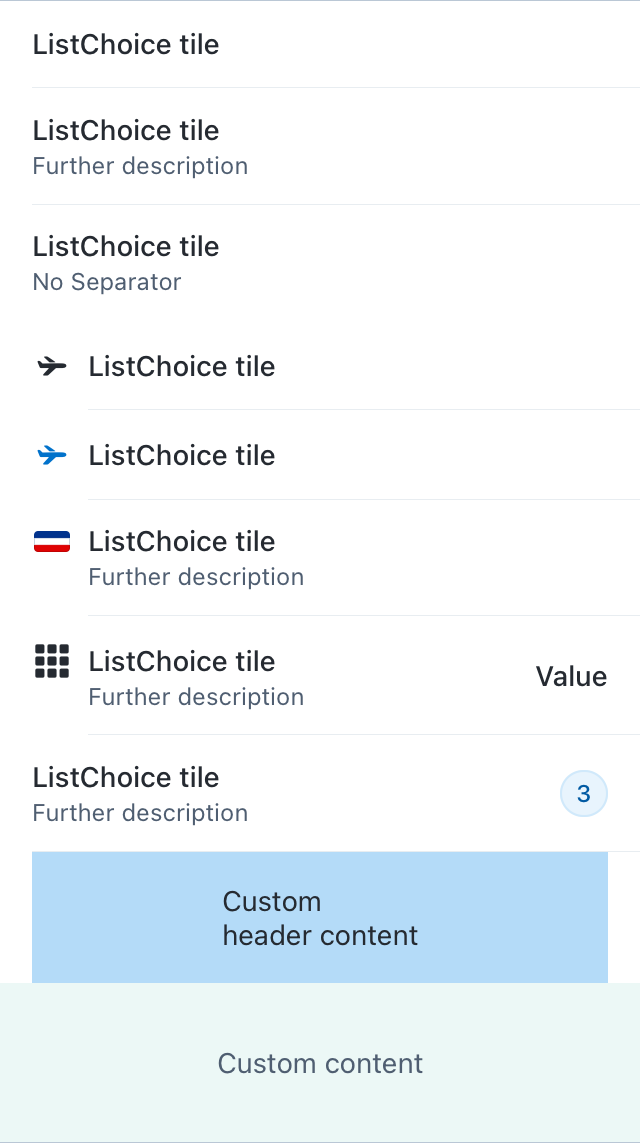 ListChoice tile
ListChoice tile
Further description
ListChoice tile
No Separator
ListChoice tile
ListChoice tile
ListChoice tile
Further description
ListChoice tile
Further description
Value
ListChoice tile
Further description
3
Custom
header content
Custom content